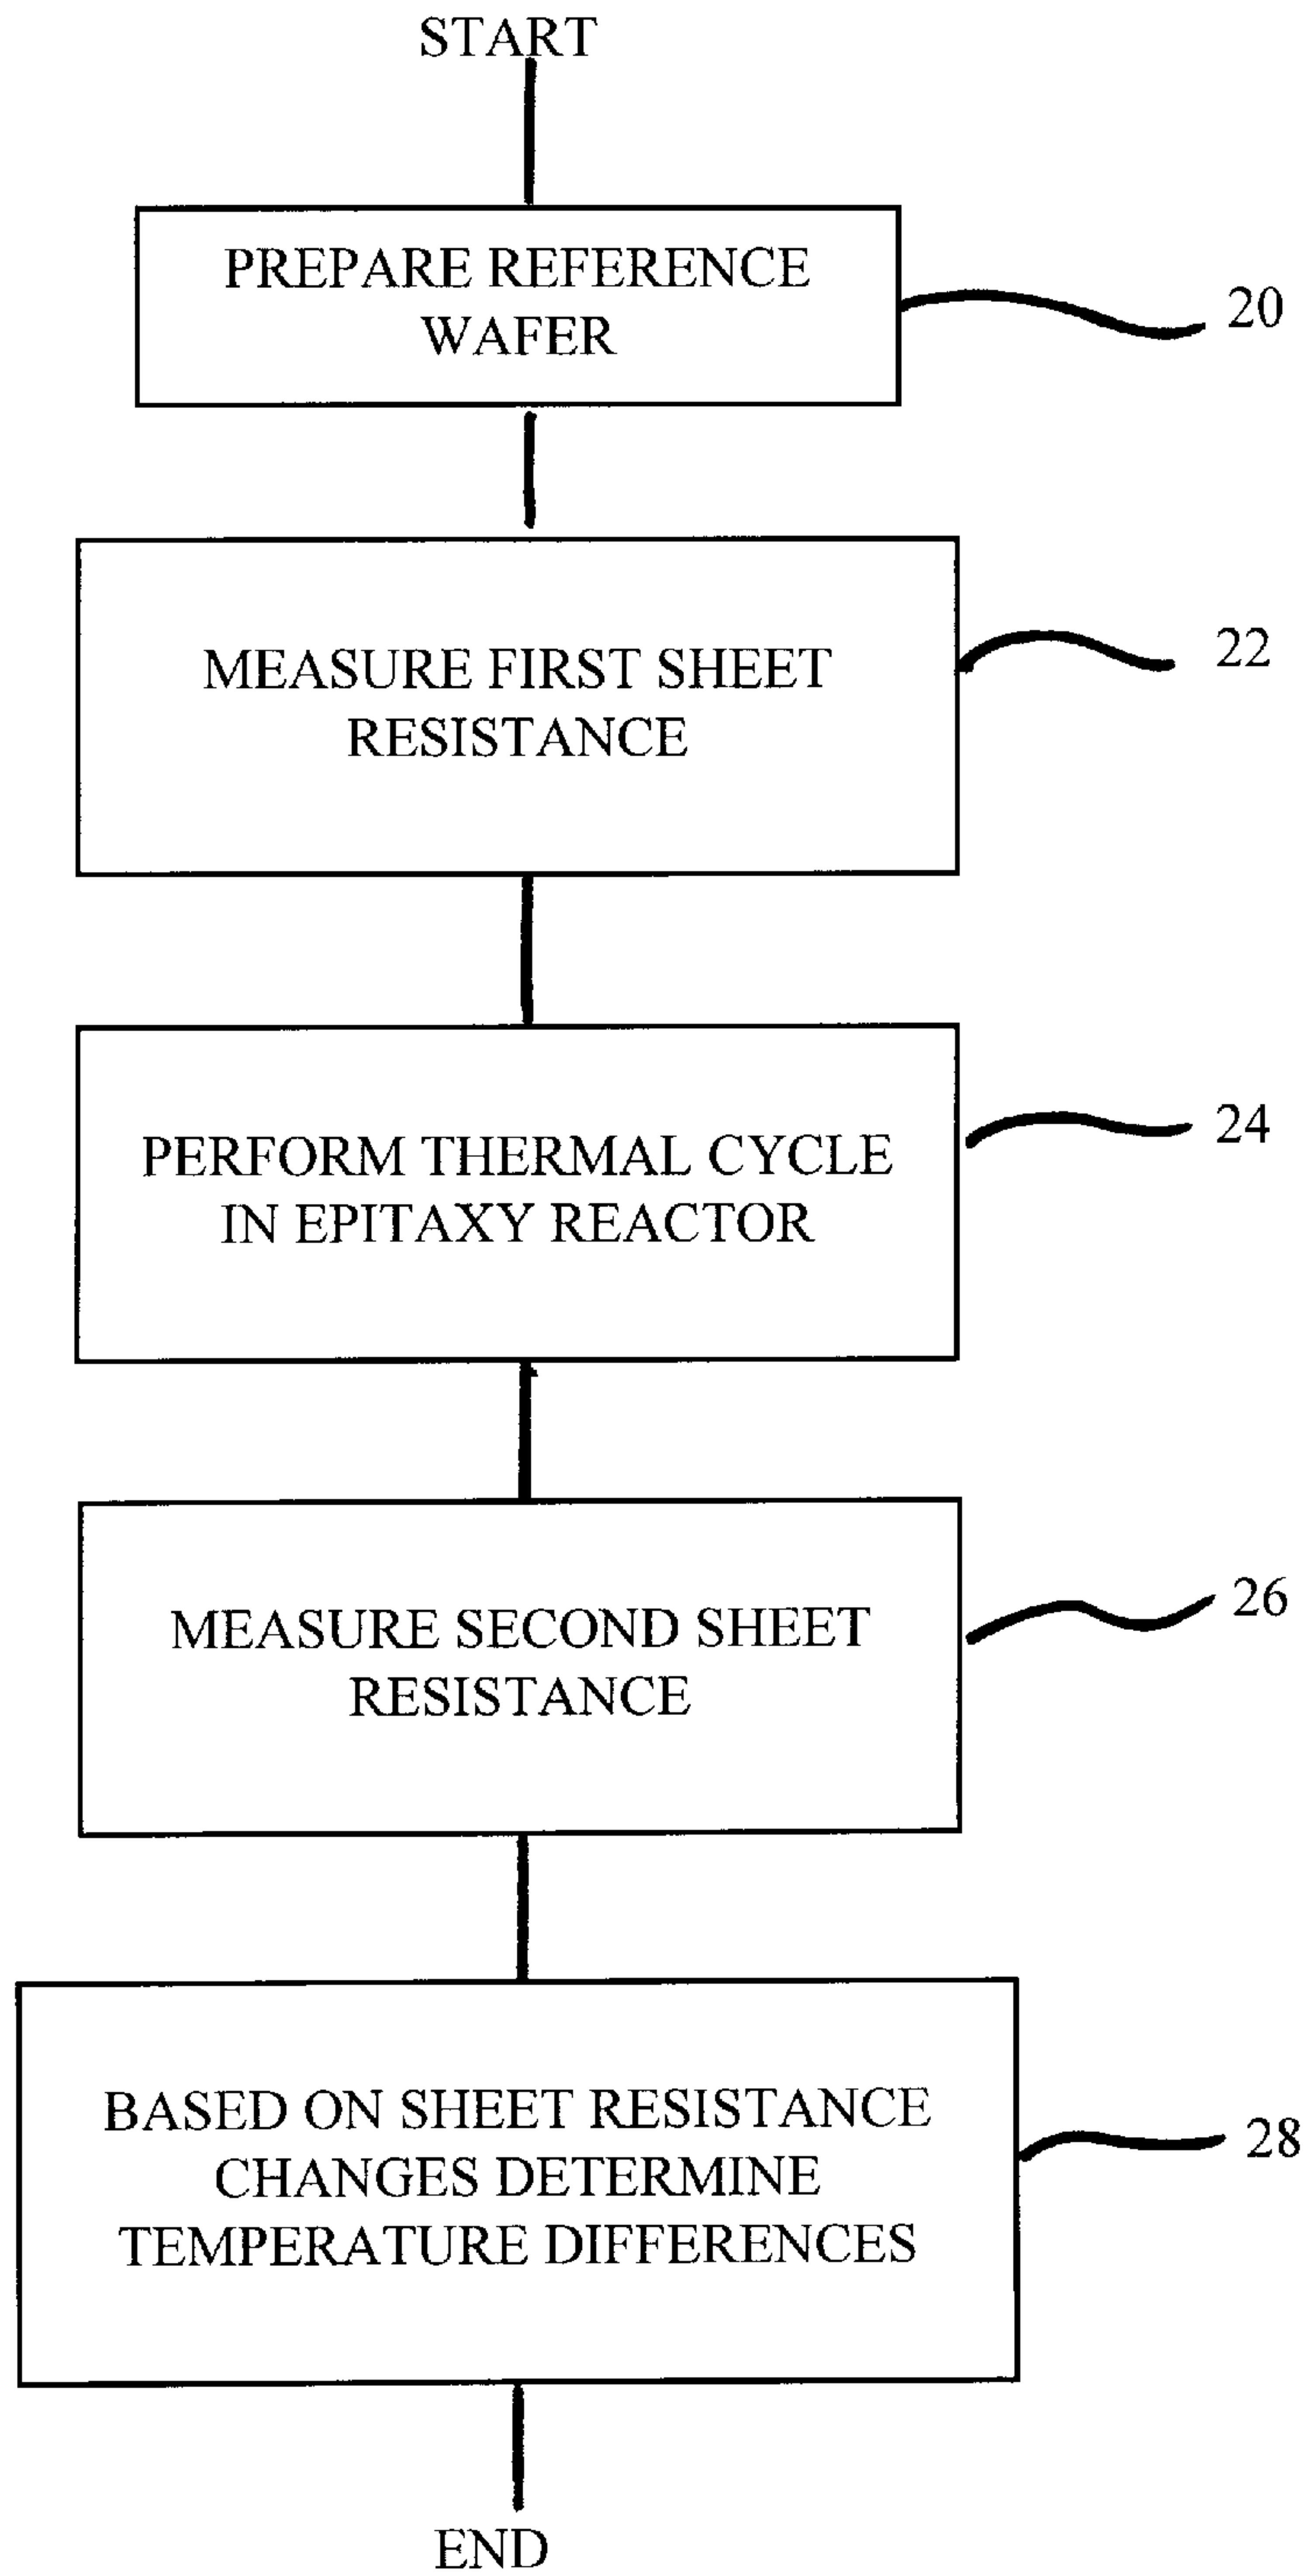 START
PREPARE REFERENCE
WAFER
20
MEASURE FIRST SHEET
RESISTANCE
22
PERFORM THERMAL CYCLE
IN EPITAXY REACTOR
24
MEASURE SECOND SHEET
RESISTANCE
26
BASED ON SHEET RESISTANCE
CHANGES DETERMINE
TEMPERATURE DIFFERENCES
28
END